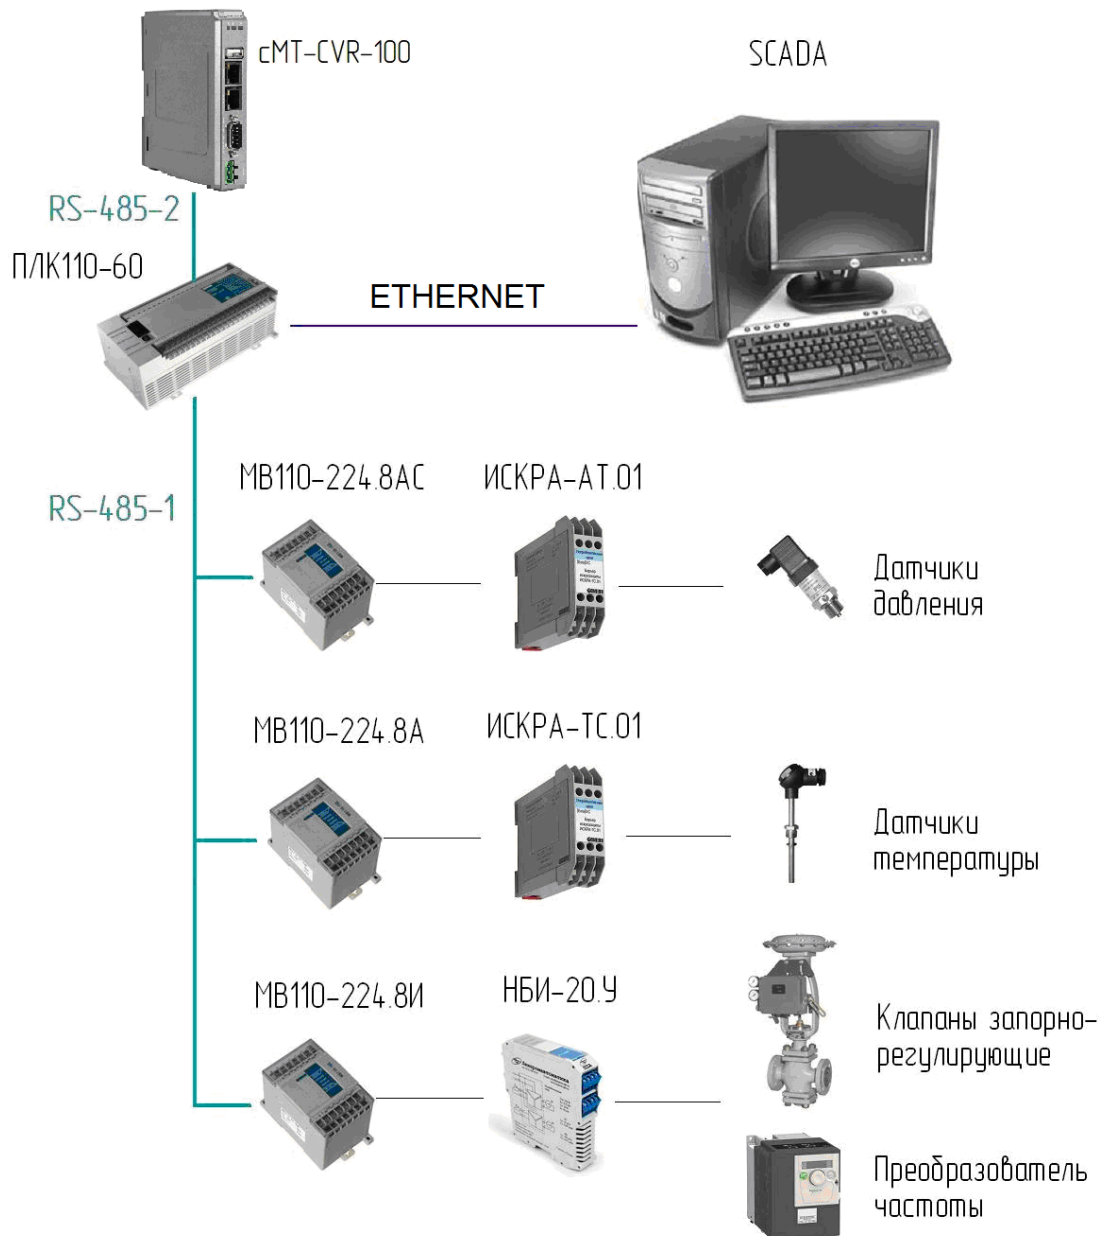 cMT-CVR-100
SCADA
RS-485-2
ПЛК110-60
ETHERNET
МВ110-224.8АС
ИСКРА-АТ.01
RS-485-1
Датчики
давления
МВ110-224.8А
ИСКРА-ТС.01
Датчики
температуры
МВ110-224.8И
НБИ-20.У
Клапаны запорно-
регулирующие
Преобразователь
частоты